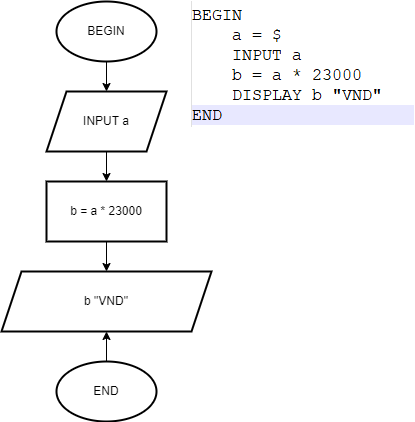 BEGIN
INPUT a
b = a * 23000
b "VND"
END
BEGIN
a = $
INPUT a
b = a * 23000
DISPLAY b "VND"
END